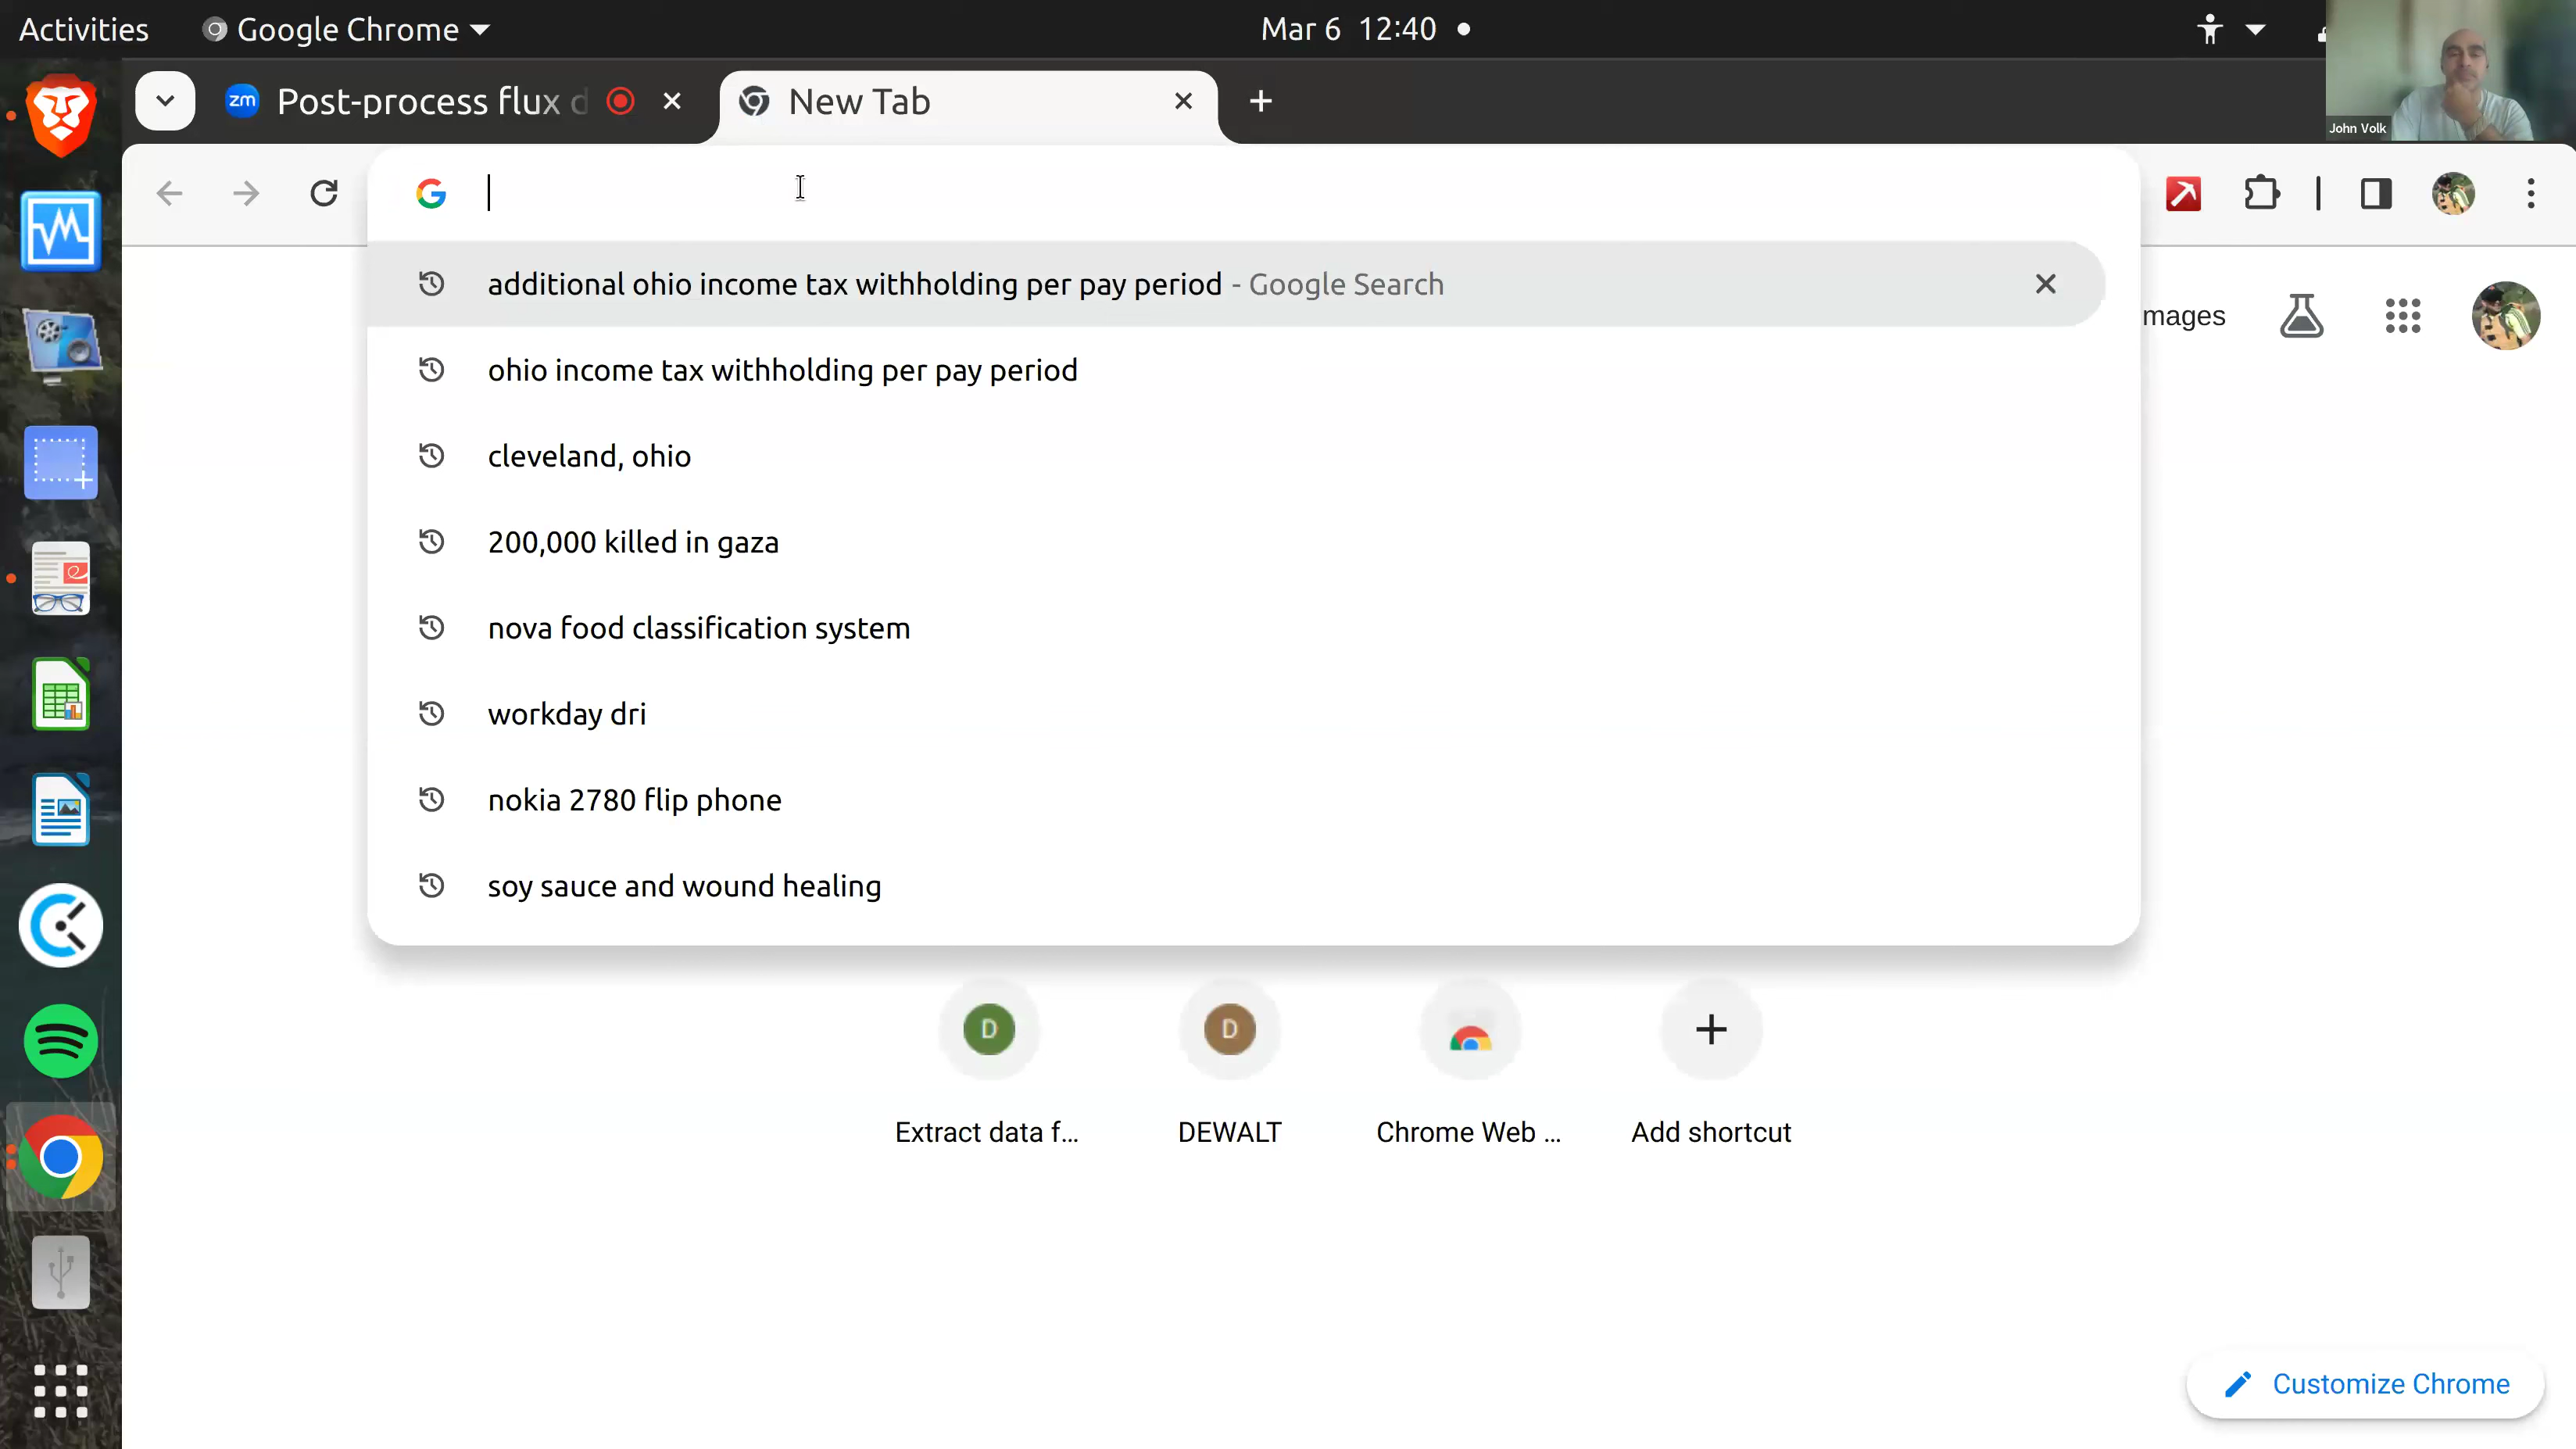 Activities
Google Chrome
Mar 6 12:40
zm Post-process flux d
New Tab
John Volk
additional ohio income tax withholding per pay period - Google Search
ohio income tax withholding per pay period
cleveland, ohio
200,000 killed in gaza
nova food classification system
workday dri
nokia 2780 flip phone
soy sauce and wound healing
mages
D
D
Extract data f...
DEWALT
Chrome Web ...
Add shortcut
Customize Chrome